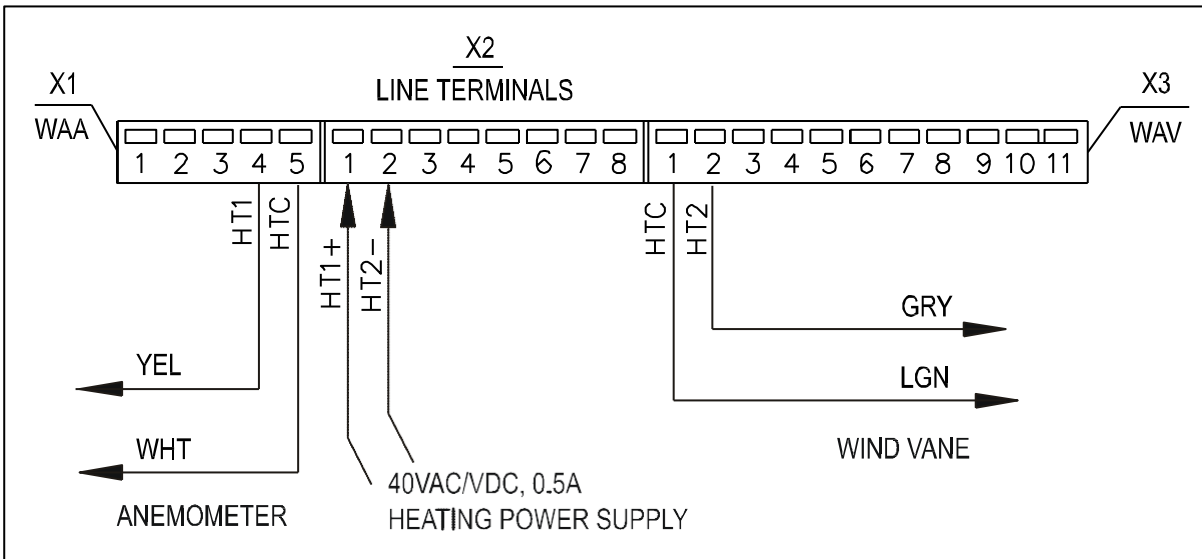 X2
X1
LINE TERMINALS
X3
WAA
WAV
1 2 3 4 5 1 2 3 4 5 6 7 8 1 2 3 4 5 6 7 8 9 10 11
HT1
HTC
HT1+
HT2-
HTC
HT2
GRY
YEL
LGN
WHT
WIND VANE
40VAC/VDC, 0.5A
HEATING POWER SUPPLY
ANEMOMETER